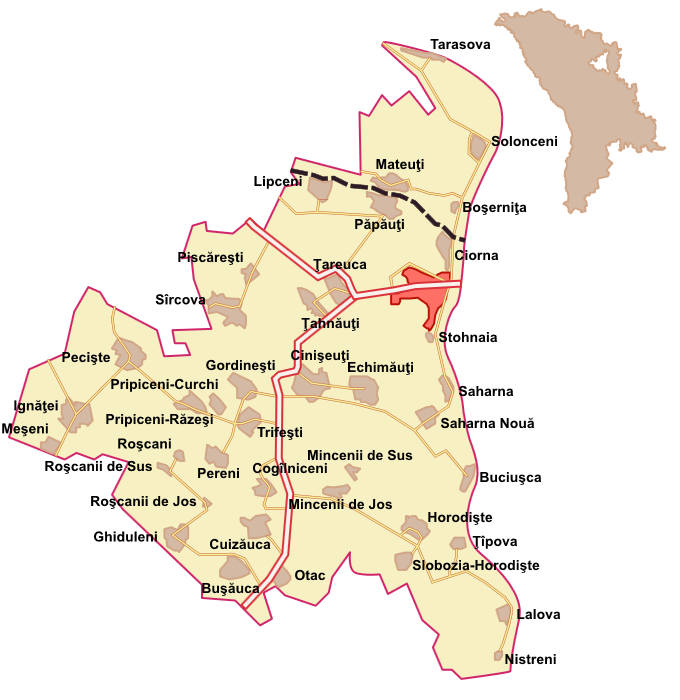 Tarasova
Solonceni
Mateuţi
Lipceni
Boşerniţa
Păpăuţi
Ciorna
Piscăreşti
Ţareuca
Sîrcova
Ţahnăuţi
Stohnaia
Cinişeuţi
Pecişte
Gordineşti
Echimăuţi
Pripiceni-Curchi
Saharna
Ignăţei
Pripiceni-Răzeşi
Saharna Nouă
Meşeni
Trifeşti
Roşcani
Mincenii de Sus
Roşcanii de Sus
Pereni
Cogîlniceni
Buciuşca
Roşcanii de Jos
Mincenii de Jos
Horodişte
Ghiduleni
Cuizăuca
Ţîpova
Slobozia-Horodişte
Otac
Buşăuca
Lalova
Nistreni